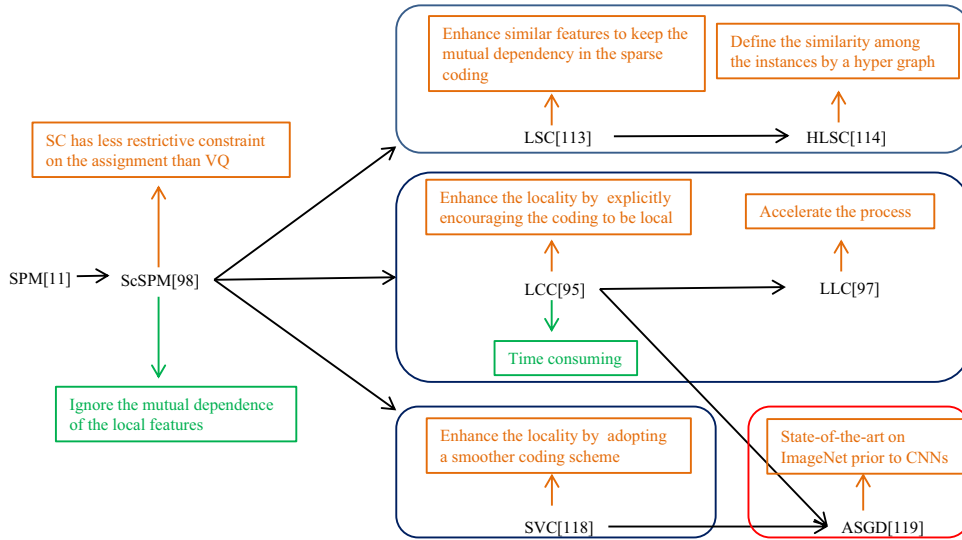 Enhance similar features to keep the
mutual dependency in the sparse
coding
Define the similarity among
the instances by a hyper graph
LSC[113]
HLSC[114]
SC has less restrictive constraint
on the assignment than VQ
Enhance the locality by explicitly
encouraging the coding to be local
Accelerate the process
SPM[11]
ScSPM[98]
LCC[95]
LLC[97]
Time consuming
Ignore the mutual dependence
of the local features
Enhance the locality by adopting
a smoother coding scheme
State-of-the-art on
ImageNet prior to CNNs
SVC[118]
ASGD[119]